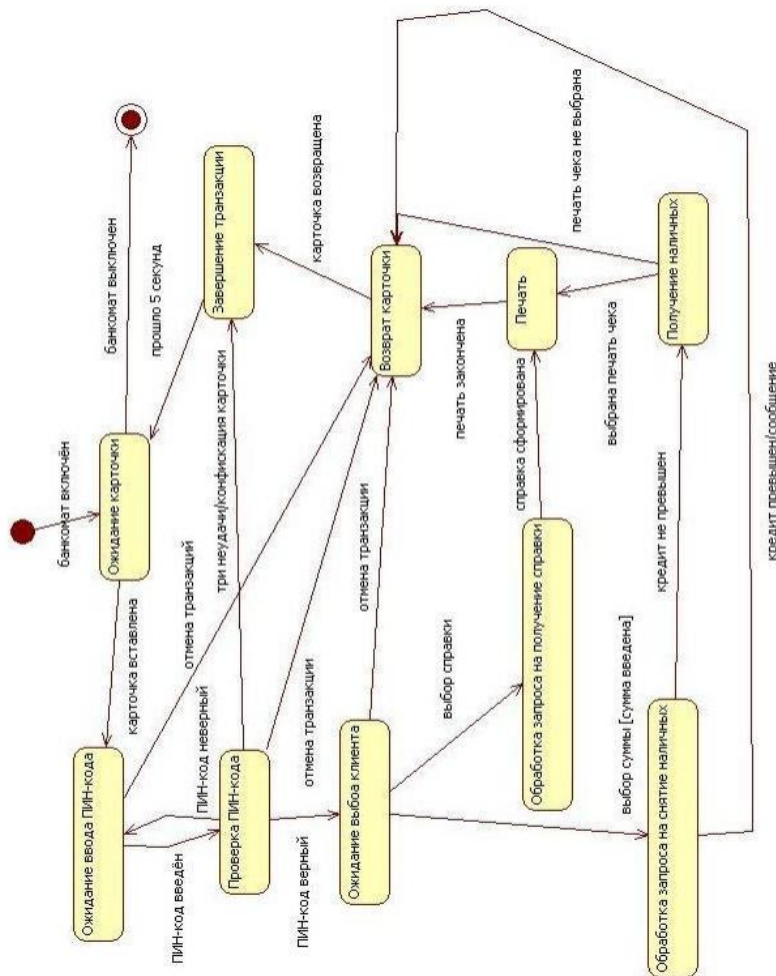 банкомат включён
Ожидание карточки
банкомат выключен
карточка вставлена
прошло 5 секунд
Ожидание ввода ПИН-кода
Завершение транзакции
отмена транзакций
ПИН-код введён
ПИН-код неверный
три неудачи/конфискация карточки
карточка возвращена
Проверка ПИН-кода
отмена транзакции
ПИН-код верный
Возврат карточки
Ожидание выбоа клиента
отмена транзакции
печать закончена
печать чека не выбрана
выбор справки
Обработка запроса на получение справки
справка сформирована
Печать
выбрана печать чека
выбор суммы [сумма введена]
Обработка запроса на снятие наличных
кредит не превышен
Получение наличных
кредит превышен/сообщение